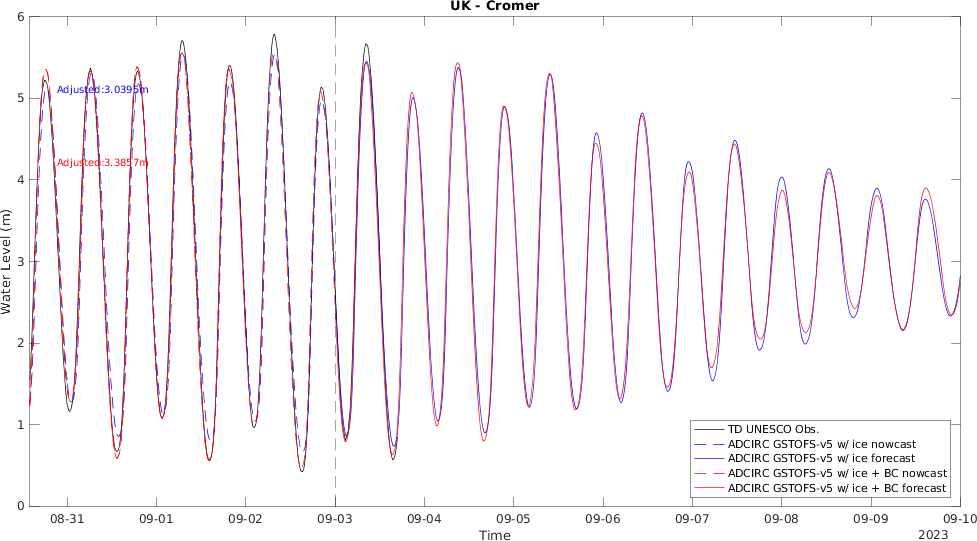 UK - Cromer
6
5
4
3
2
1
0
Water Level (m)
Adjusted:3.0395m
Adjusted:3.3857m
TD UNESCO Obs.
ADCIRC GSTOFS-v5 w/ ice nowcast
ADCIRC GSTOFS-v5 w/ ice forecast
ADCIRC GSTOFS-v5 w/ ice + BC nowcast
ADCIRC GSTOFS-v5 w/ ice + BC forecast
08-31 09-01 09-02 09-03 09-04 09-05 09-06 09-07 09-08 09-09 09-10
Time
2023